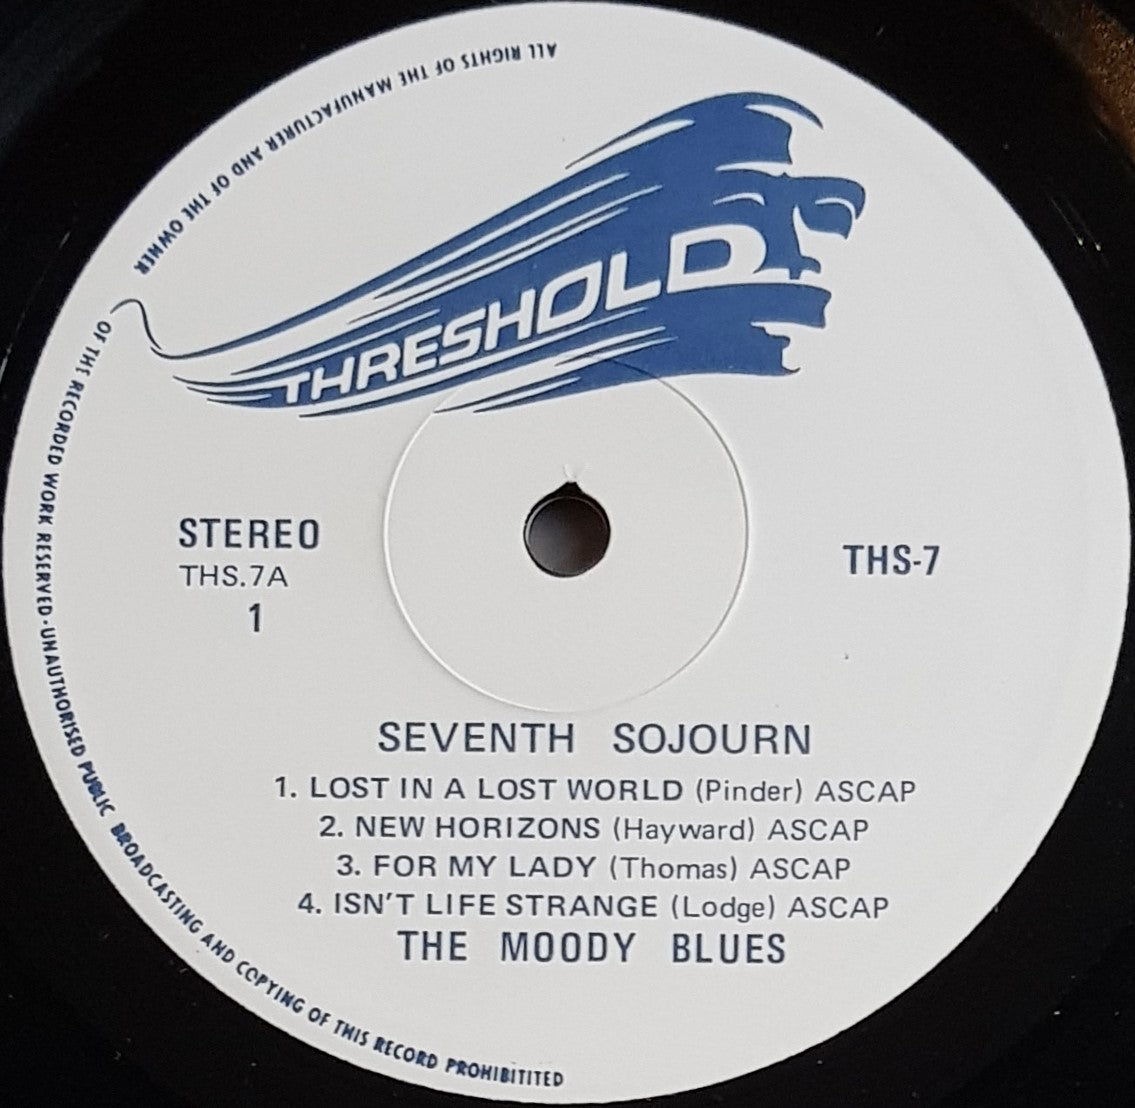 ALL RIGHTS OF THE MANUFACTURER AND OF THE OWNER
OF THE RECORDED WORK RESERVED·UNAUTHORISED PUBLIC BROADCASTING AND COPYING OF THIS RECORD PROHIBITITED
THRESHOLD
STEREO
THS.7A
1
THS-7
SEVENTH SOJOURN
1. LOST IN A LOST WORLD (Pinder) ASCAP
2. NEW HORIZONS (Hayward) ASCAP
3. FOR MY LADY (Thomas) ASCAP
4. ISN'T LIFE STRANGE (Lodge) ASCAP
THE MOODY BLUES